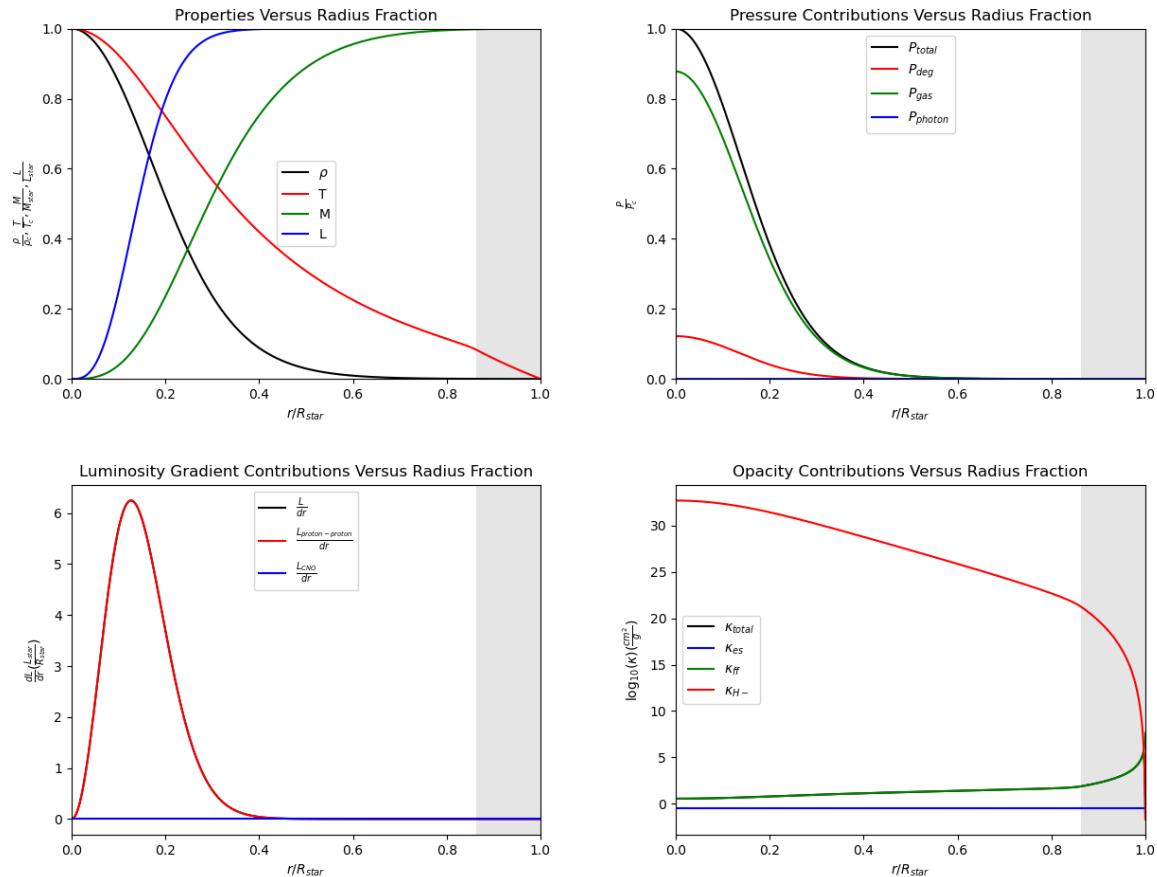 Properties Versus Radius Fraction
1.0
0.8
0.6
0.4
0.2
0.0
ρ/ρc, T/Tc, M/Mstar, L/Lstar
ρ
T
M
L
0.0 0.2 0.4 0.6 0.8 1.0
r/Rstar
Pressure Contributions Versus Radius Fraction
1.0
0.8
0.6
0.4
0.2
0.0
P/Pc
Ptotal
Pdeg
Pgas
Pphoton
0.0 0.2 0.4 0.6 0.8 1.0
r/Rstar
Luminosity Gradient Contributions Versus Radius Fraction
6
5
4
3
2
1
0
dL/dr(Lstar/Rstar)
L/dr
Lproton−proton/dr
LCNO/dr
0.0 0.2 0.4 0.6 0.8 1.0
r/Rstar
Opacity Contributions Versus Radius Fraction
30
25
20
15
10
5
0
log10(κ)(cm²/g)
κtotal
κes
κff
κH−
0.0 0.2 0.4 0.6 0.8 1.0
r/Rstar